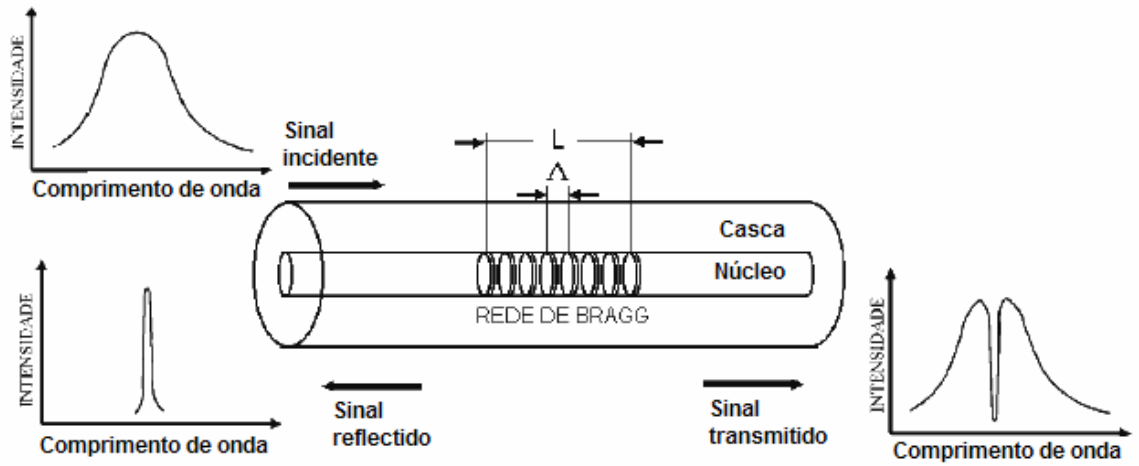 INTENSIDADE
Comprimento de onda
Sinal
incidente
L
Λ
Casca
Núcleo
REDE DE BRAGG
INTENSIDADE
Comprimento de onda
Sinal
reflectido
Sinal
transmitido
INTENSIDADE
Comprimento de onda